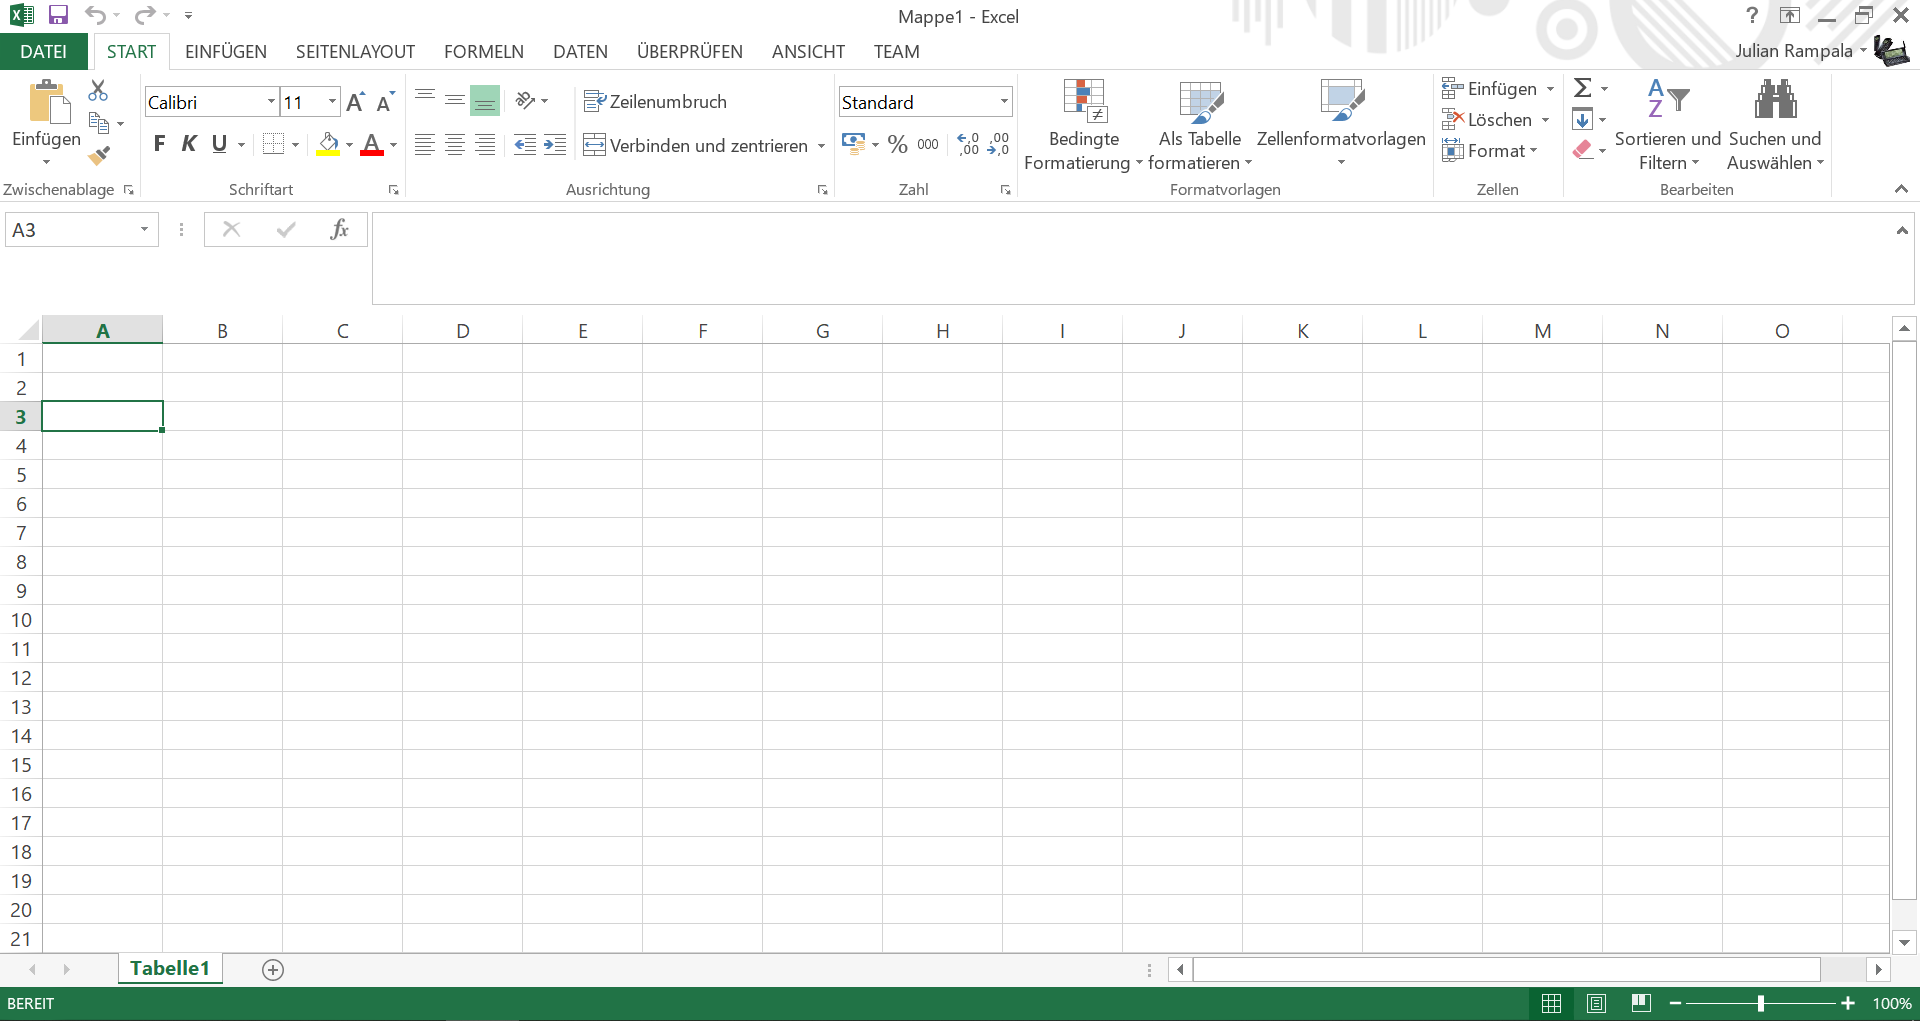 Mappe1 - Excel
?
DATEI START EINFÜGEN SEITENLAYOUT FORMELN DATEN ÜBERPRÜFEN ANSICHT TEAM
Julian Rampala
Einfügen
Calibri 11
F K U
Zeilenumbruch
Verbinden und zentrieren
Standard
% 000
Bedingte Formatierung
Als Tabelle formatieren
Zellenformatvorlagen
Einfügen
Löschen
Format
Sortieren und Filtern
Suchen und Auswählen
Zwischenablage Schriftart Ausrichtung Zahl Formatvorlagen Zellen Bearbeiten
A3
fx
A B C D E F G H I J K L M N O
1
2
3
4
5
6
7
8
9
10
11
12
13
14
15
16
17
18
19
20
21
Tabelle1
BEREIT
100%